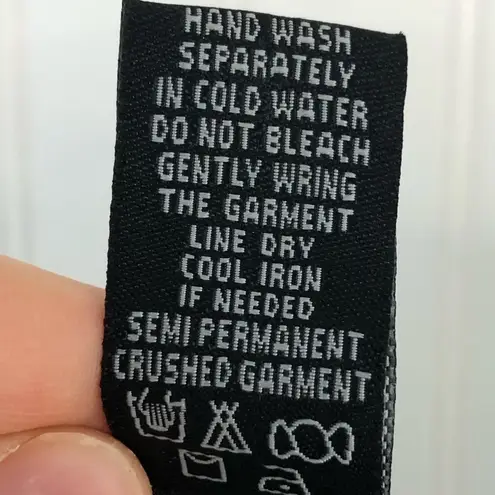 HAND WASH
SEPARATELY
IN COLD WATER
DO NOT BLEACH
GENTLY WRING
THE GARMENT
LINE DRY
COOL IRON
IF NEEDED
SEMI PERMANENT
CRUSHED GARMENT